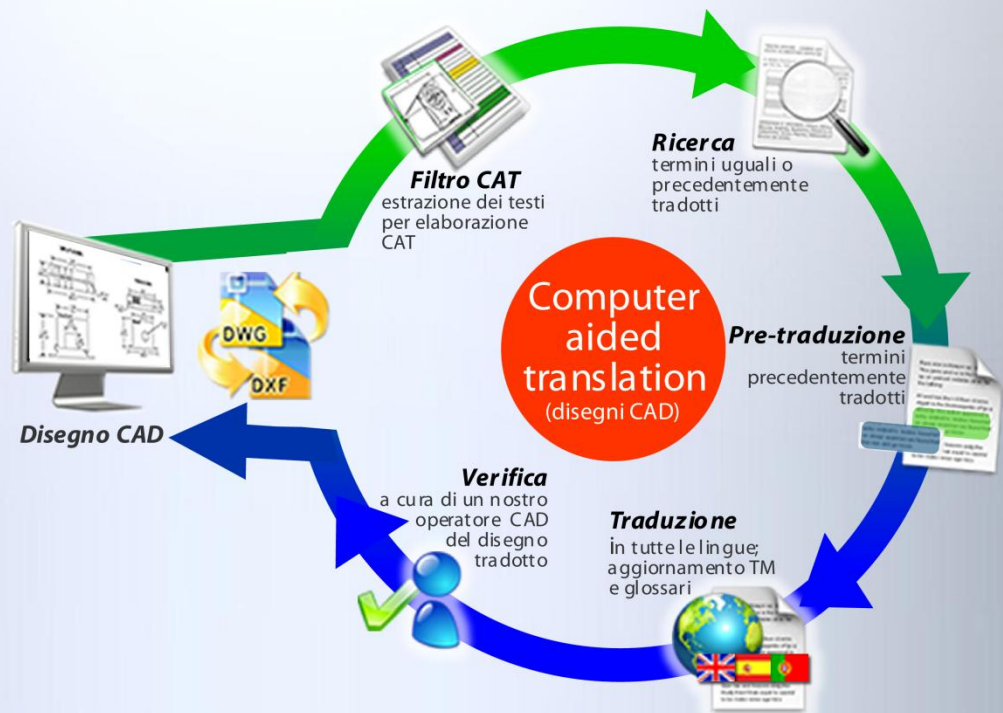 Filtro CAT
estrazione dei testi
per elaborazione
CAT
Ricerca
termini uguali o
precedentemente
tradotti
Computer
aided
translation
(disegni CAD)
Pre-traduzione
termini
precedentemente
tradotti
DWG
DXF
Disegno CAD
Verifica
a cura di un nostro
operatore CAD
del disegno
tradotto
Traduzione
in tutte le lingue;
aggiornamento TM
e glossari